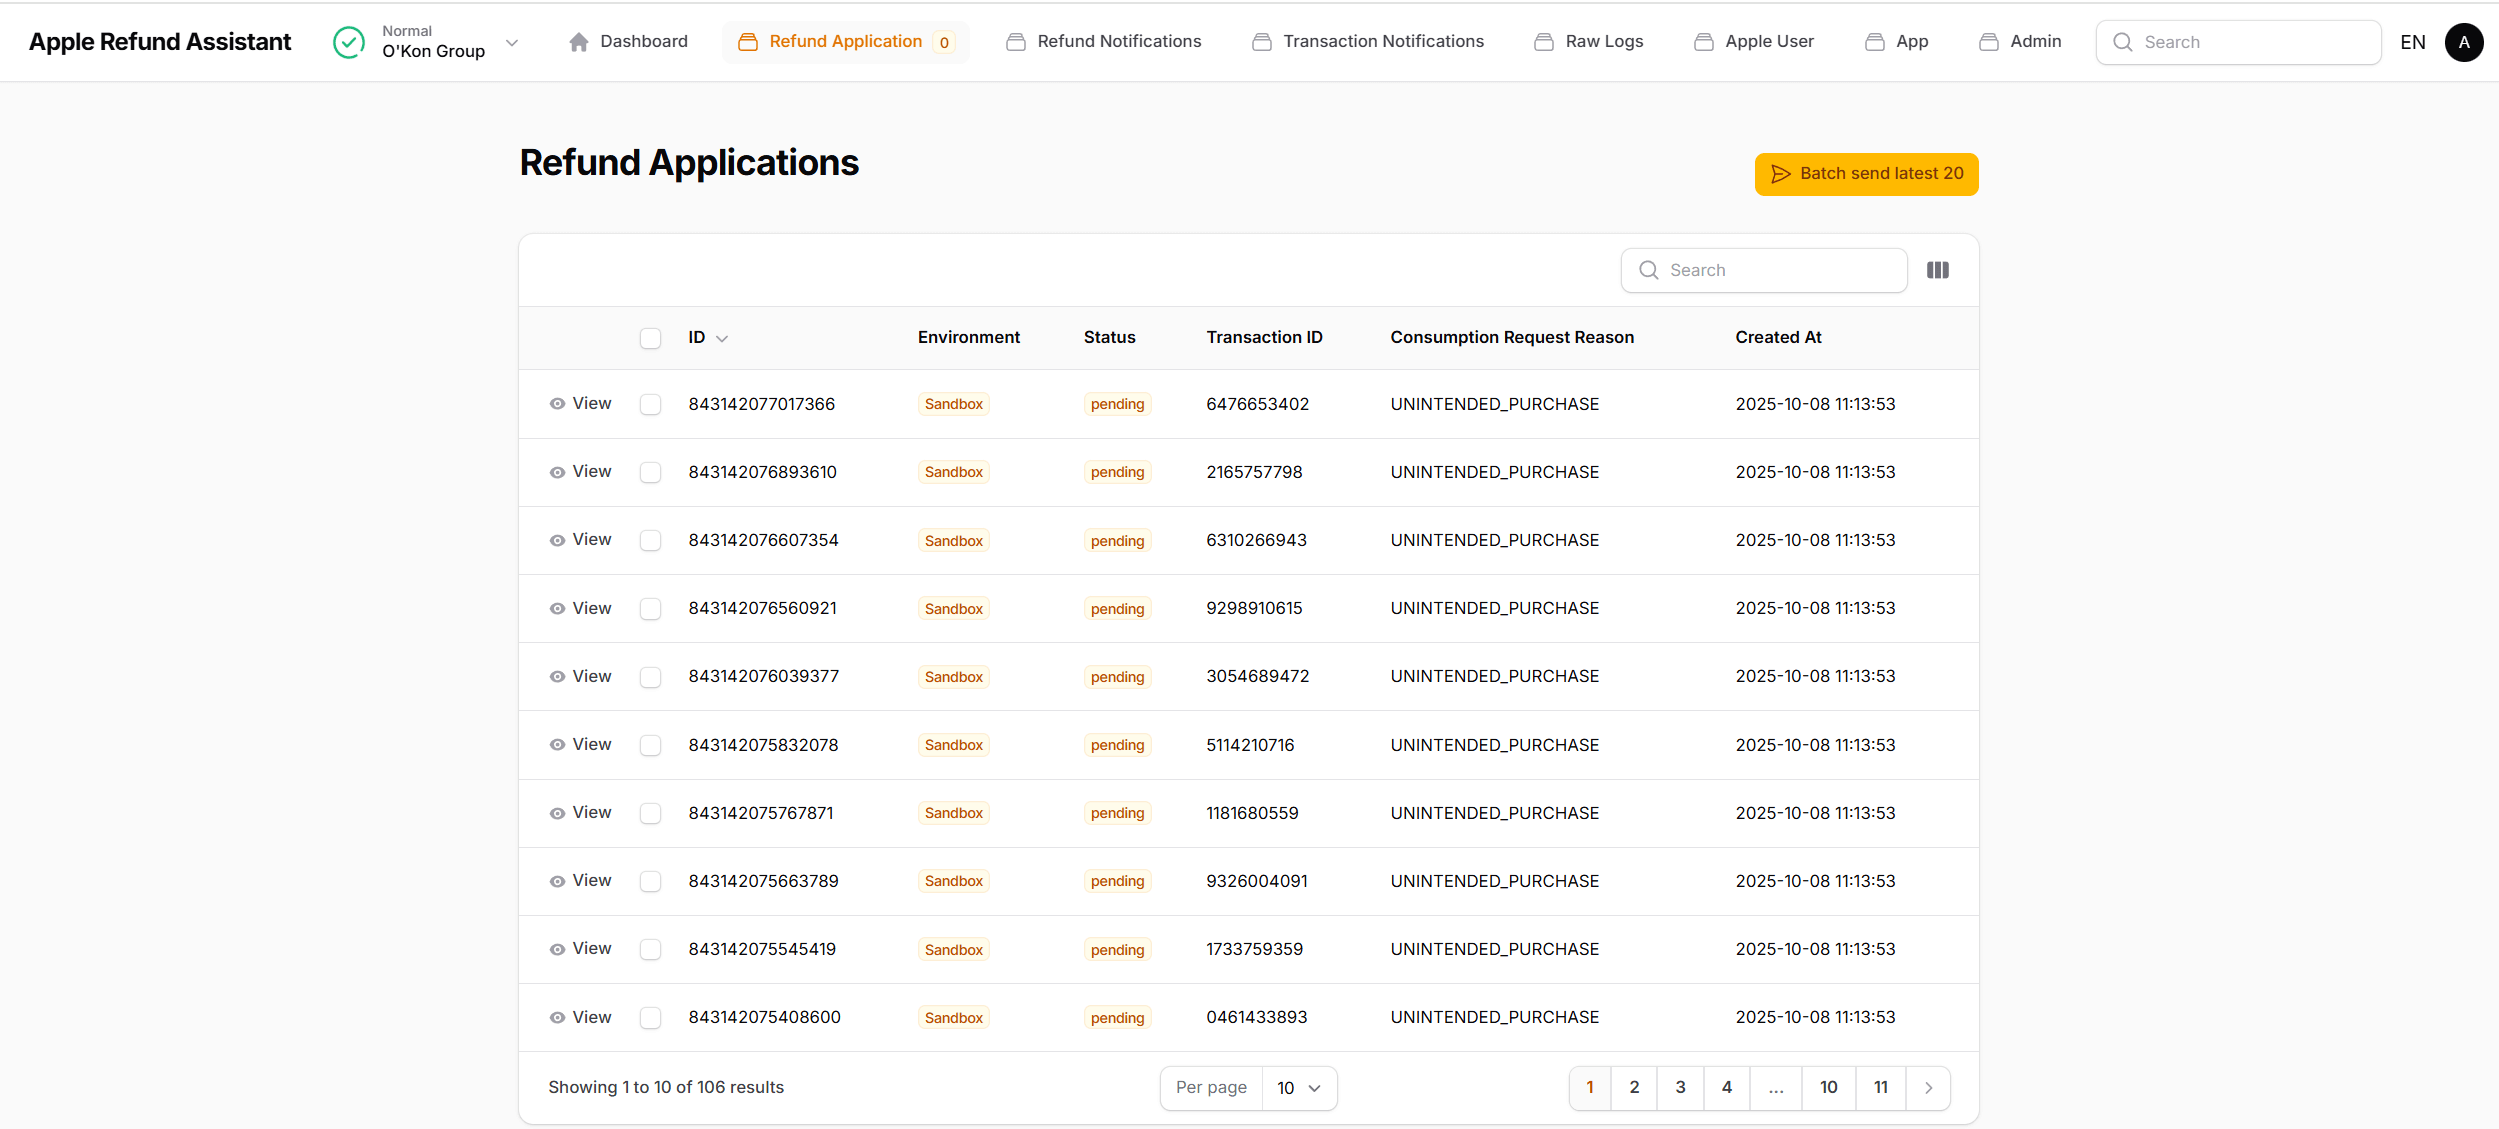 Apple Refund Assistant
Normal
O'Kon Group
Dashboard
Refund Application 0
Refund Notifications
Transaction Notifications
Raw Logs
Apple User
App
Admin
Search
EN
A
Refund Applications
Batch send latest 20
Search
ID Environment Status Transaction ID Consumption Request Reason Created At
View 843142077017366 Sandbox pending 6476653402 UNINTENDED_PURCHASE 2025-10-08 11:13:53
View 843142076893610 Sandbox pending 2165757798 UNINTENDED_PURCHASE 2025-10-08 11:13:53
View 843142076607354 Sandbox pending 6310266943 UNINTENDED_PURCHASE 2025-10-08 11:13:53
View 843142076560921 Sandbox pending 9298910615 UNINTENDED_PURCHASE 2025-10-08 11:13:53
View 843142076039377 Sandbox pending 3054689472 UNINTENDED_PURCHASE 2025-10-08 11:13:53
View 843142075832078 Sandbox pending 5114210716 UNINTENDED_PURCHASE 2025-10-08 11:13:53
View 843142075767871 Sandbox pending 1181680559 UNINTENDED_PURCHASE 2025-10-08 11:13:53
View 843142075663789 Sandbox pending 9326004091 UNINTENDED_PURCHASE 2025-10-08 11:13:53
View 843142075545419 Sandbox pending 1733759359 UNINTENDED_PURCHASE 2025-10-08 11:13:53
View 843142075408600 Sandbox pending 0461433893 UNINTENDED_PURCHASE 2025-10-08 11:13:53
Showing 1 to 10 of 106 results
Per page 10
1 2 3 4 ... 10 11